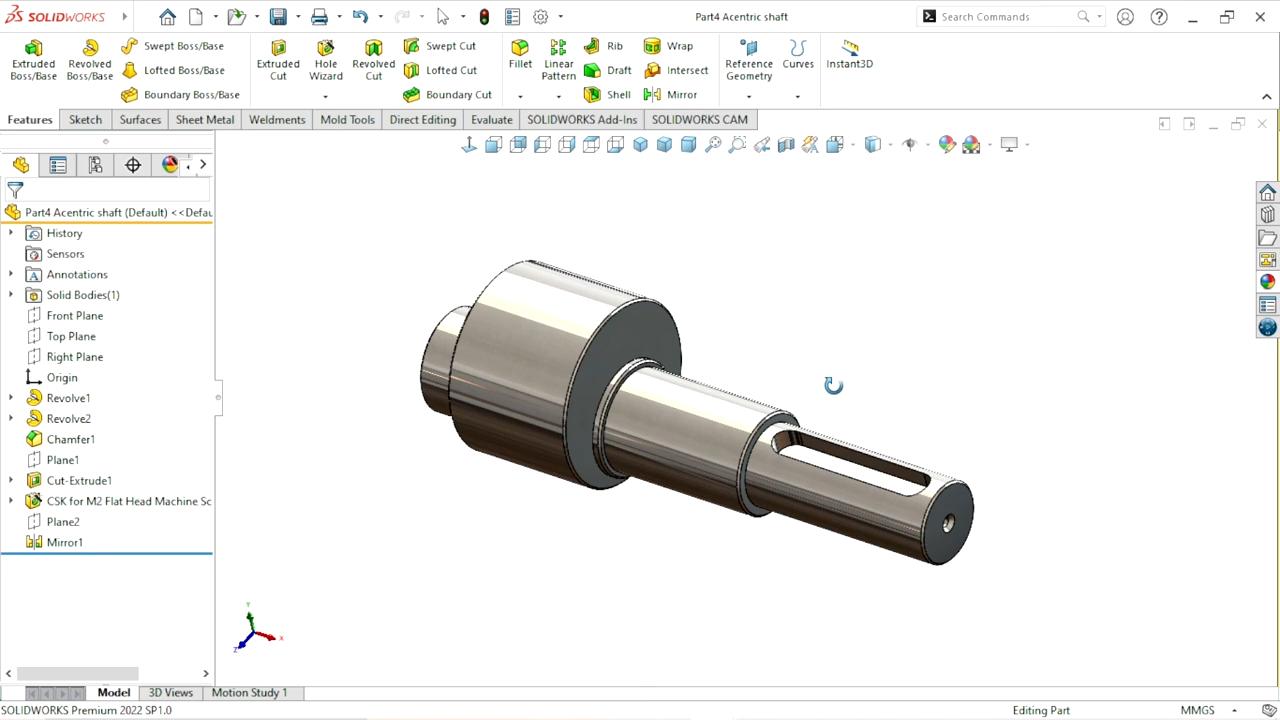 SOLIDWORKS
Part4 Acentric shaft
Search Commands
Extruded Boss/Base
Revolved Boss/Base
Swept Boss/Base
Lofted Boss/Base
Boundary Boss/Base
Extruded Cut
Hole Wizard
Revolved Cut
Swept Cut
Lofted Cut
Boundary Cut
Fillet
Linear Pattern
Rib
Draft
Shell
Wrap
Intersect
Mirror
Reference Geometry
Curves
Instant3D
Features
Sketch
Surfaces
Sheet Metal
Weldments
Mold Tools
Direct Editing
Evaluate
SOLIDWORKS Add-Ins
SOLIDWORKS CAM
Part4 Acentric shaft (Default) <<Defau
History
Sensors
Annotations
Solid Bodies(1)
Front Plane
Top Plane
Right Plane
Origin
Revolve1
Revolve2
Chamfer1
Plane1
Cut-Extrude1
CSK for M2 Flat Head Machine Sc
Plane2
Mirror1
Y
X
Z
Model
3D Views
Motion Study 1
SOLIDWORKS Premium 2022 SP1.0
Editing Part
MMGS